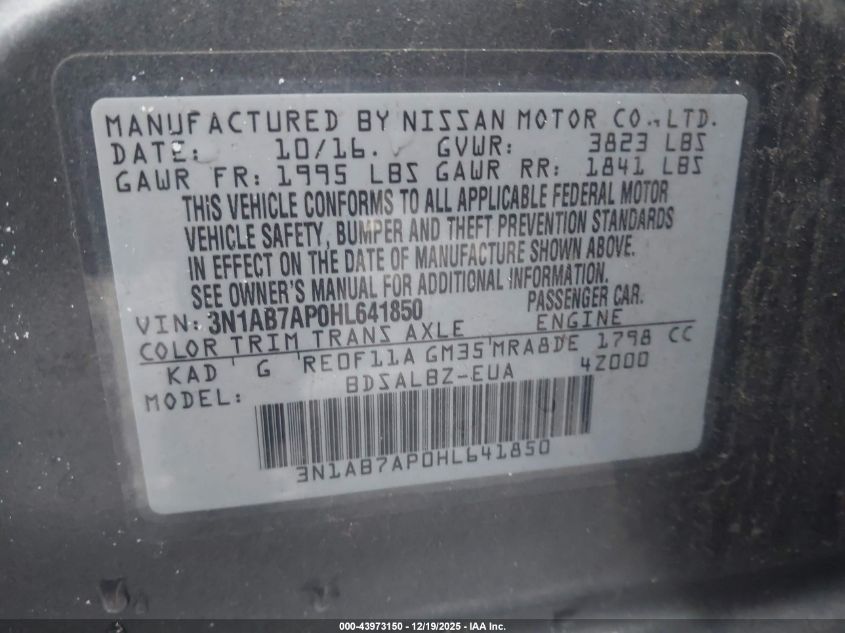 MANUFACTURED BY NISSAN MOTOR CO., LTD.
DATE: 10/16. GVWR: 3823 LBS
GAWR FR: 1995 LBS GAWR RR: 1841 LBS
THIS VEHICLE CONFORMS TO ALL APPLICABLE FEDERAL MOTOR
VEHICLE SAFETY, BUMPER AND THEFT PREVENTION STANDARDS
IN EFFECT ON THE DATE OF MANUFACTURE SHOWN ABOVE.
SEE OWNER'S MANUAL FOR ADDITIONAL INFORMATION.
VIN: 3N1AB7AP0HL641850 PASSENGER CAR.
COLOR TRIM TRANS AXLE ENGINE
KAD G RE0F11A GM35 MRA8DE 1798 CC
MODEL: BDSALBZ-EUA 4Z000
3N1AB7AP0HL641850
000-43973150 - 12/19/2025 - IAA Inc.